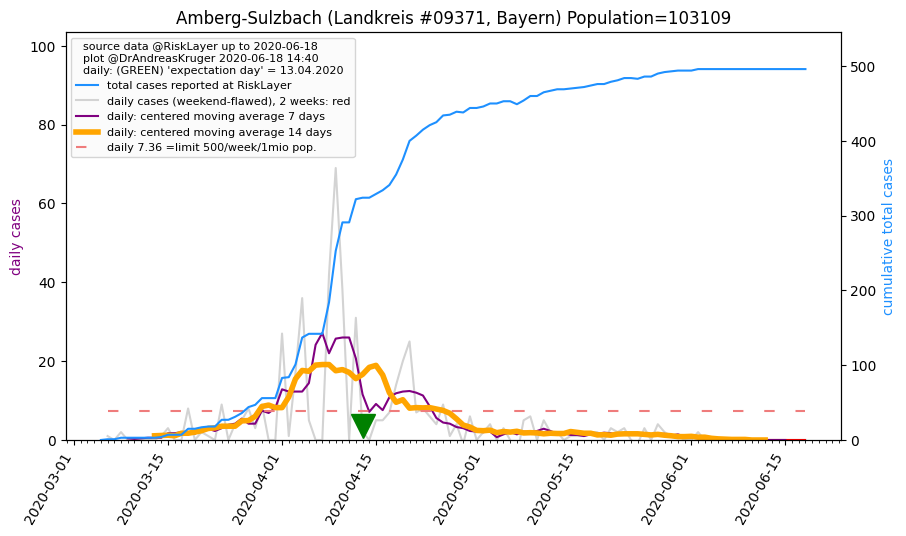 Amberg-Sulzbach (Landkreis #09371, Bayern) Population=103109
source data @RiskLayer up to 2020-06-18
plot @DrAndreasKruger 2020-06-18 14:40
daily: (GREEN) 'expectation day' = 13.04.2020
total cases reported at RiskLayer
daily cases (weekend-flawed), 2 weeks: red
daily: centered moving average 7 days
daily: centered moving average 14 days
daily 7.36 =limit 500/week/1mio pop.
daily cases
100
80
60
40
20
0
cumulative total cases
500
400
300
200
100
0
2020-03-01
2020-03-15
2020-04-01
2020-04-15
2020-05-01
2020-05-15
2020-06-01
2020-06-15